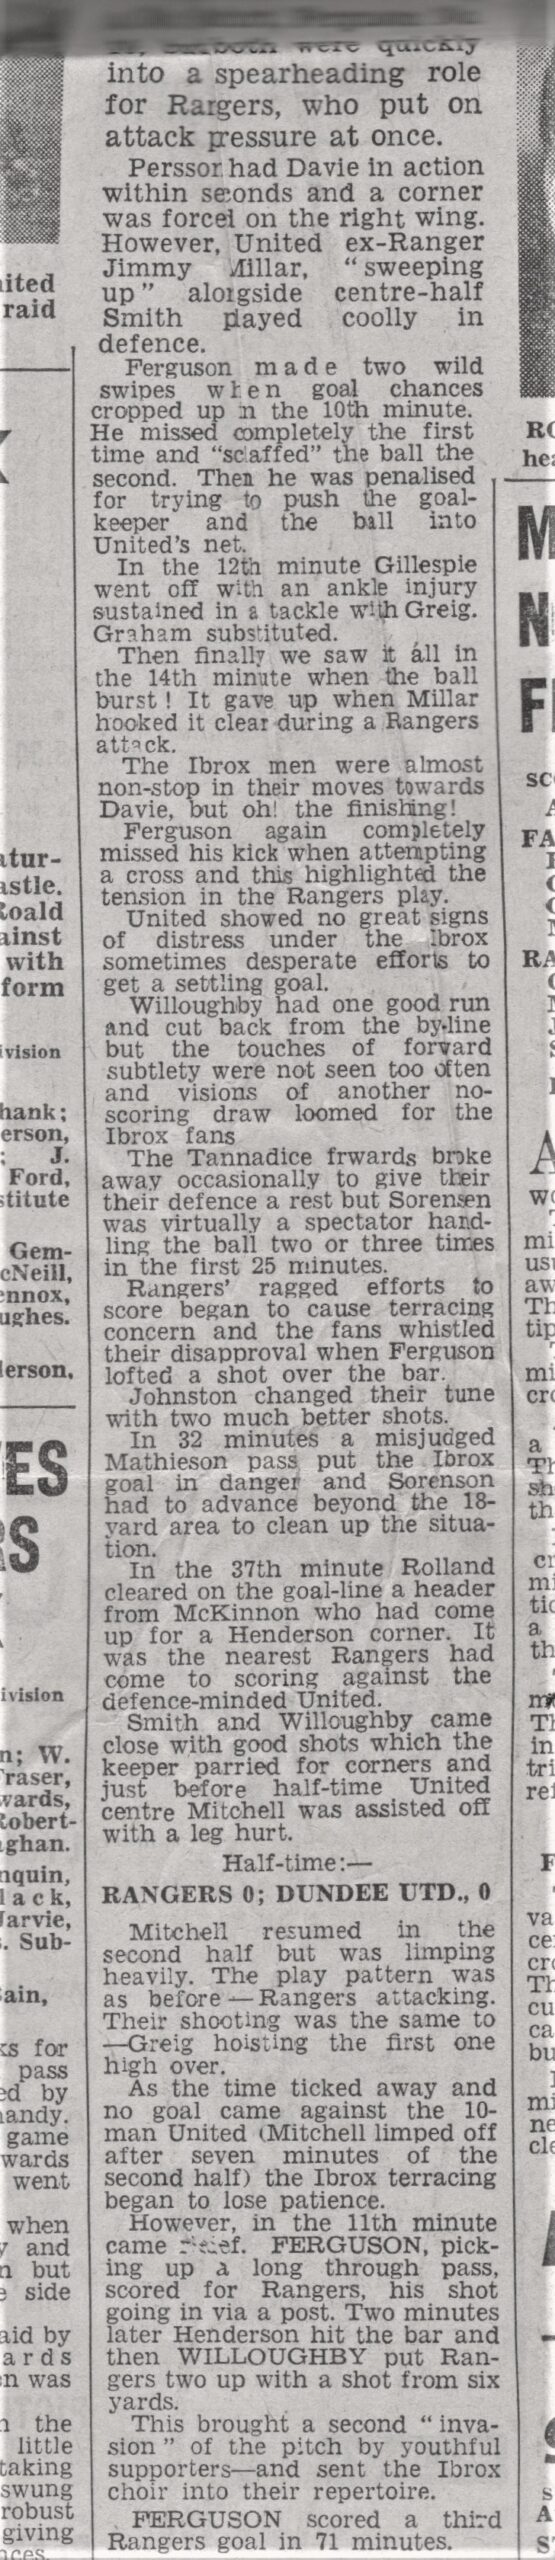 were quickly
into a spearheading role
for Rargers, who put on
attack pressure at once.
Persson had Davie in action
within seconds and a corner
was forced on the right wing.
However, United ex-Ranger
Jimmy Millar, "sweeping
up" alongside centre-half
Smith played coolly in
defence.
Ferguson made two wild
swipes when goal chances
cropped up in the 10th minute.
He missed completely the first
time and "sclaffed" the ball the
second. Then he was penalised
for trying to push the goal-
keeper and the ball into
United's net.
In the 12th minute Gillespie
went off with an ankle injury
sustained in a tackle with Greig.
Graham substituted.
Then finally we saw it all in
the 14th minute when the ball
burst! It gave up when Millar
hooked it clear during a Rangers
attack.
The Ibrox men were almost
non-stop in their moves towards
Davie, but oh! the finishing!
Ferguson again completely
missed his kick when attempting
a cross and this highlighted the
tension in the Rangers play.
United showed no great signs
of distress under the Ibrox
sometimes desperate efforts to
get a settling goal.
Willoughby had one good run
and cut back from the by-line
but the touches of forward
subtlety were not seen too often
and visions of another no-
scoring draw loomed for the
Ibrox fans
The Tannadice frwards broke
away occasionally to give their
their defence a rest but Sorensen
was virtually a spectator hand-
ling the ball two or three times
in the first 25 minutes.
Rangers' ragged efforts to
score began to cause terracing
concern and the fans whistled
their disapproval when Ferguson
lofted a shot over the bar.
Johnston changed their tune
with two much better shots.
In 32 minutes a misjudged
Mathieson pass put the Ibrox
goal in danger and Sorenson
had to advance beyond the 18-
yard area to clean up the situa-
tion.
In the 37th minute Rolland
cleared on the goal-line a header
from McKinnon who had come
up for a Henderson corner. It
was the nearest Rangers had
come to scoring against the
defence-minded United.
Smith and Willoughby came
close with good shots which the
keeper parried for corners and
just before half-time United
centre Mitchell was assisted off
with a leg hurt.
Half-time:—
RANGERS 0; DUNDEE UTD., 0
Mitchell resumed in the
second half but was limping
heavily. The play pattern was
as before — Rangers attacking.
Their shooting was the same to
—Greig hoisting the first one
high over.
As the time ticked away and
no goal came against the 10-
man United (Mitchell limped off
after seven minutes of the
second half) the Ibrox terracing
began to lose patience.
However, in the 11th minute
came relief. FERGUSON, pick-
ing up a long through pass,
scored for Rangers, his shot
going in via a post. Two minutes
later Henderson hit the bar and
then WILLOUGHBY put Ran-
gers two up with a shot from six
yards.
This brought a second "inva-
sion" of the pitch by youthful
supporters—and sent the Ibrox
choir into their repertoire.
FERGUSON scored a third
Rangers goal in 71 minutes.